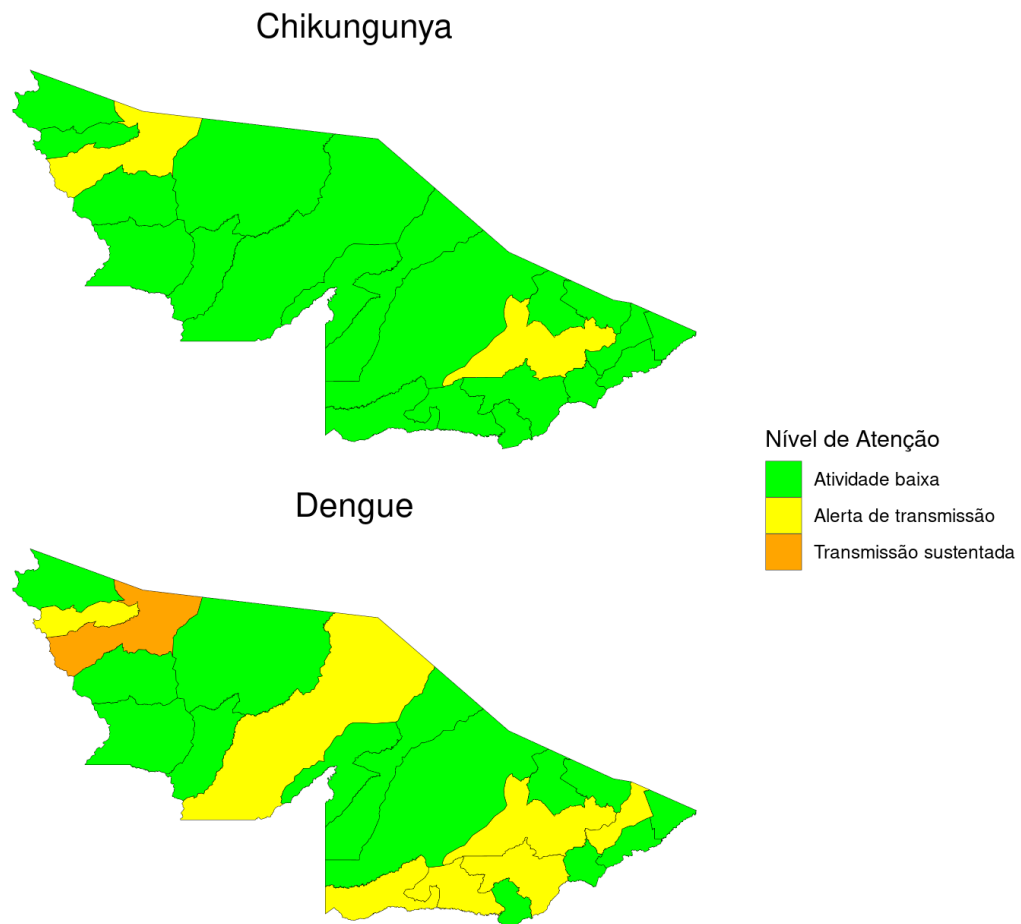 Chikungunya
Nível de Atenção
Atividade baixa
Alerta de transmissão
Transmissão sustentada
Dengue